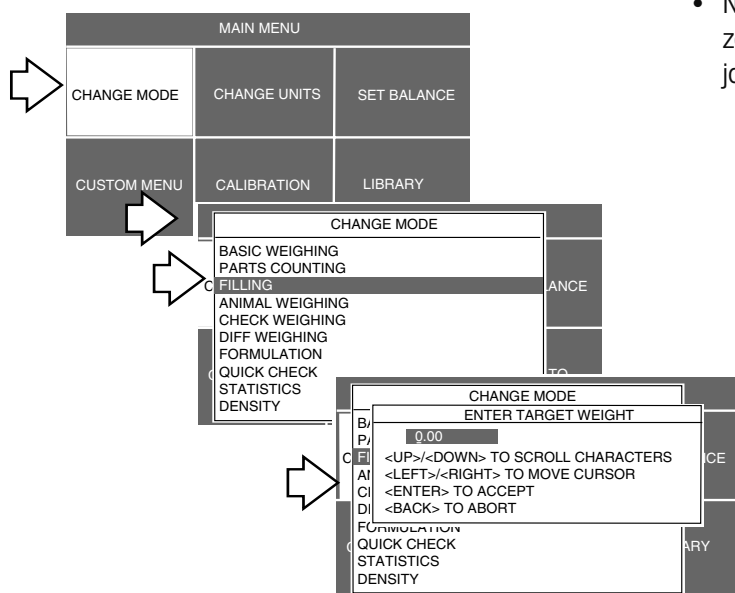 MAIN MENU
CHANGE MODE
CHANGE UNITS
SET BALANCE
CUSTOM MENU
CALIBRATION
LIBRARY
CHANGE MODE
BASIC WEIGHING
PARTS COUNTING
FILLING
ANIMAL WEIGHING
CHECK WEIGHING
DIFF WEIGHING
FORMULATION
QUICK CHECK
STATISTICS
DENSITY
CHANGE MODE
ENTER TARGET WEIGHT
0.00
<UP>/<DOWN> TO SCROLL CHARACTERS
<LEFT>/<RIGHT> TO MOVE CURSOR
<ENTER> TO ACCEPT
<BACK> TO ABORT
FORMULATION
QUICK CHECK
STATISTICS
DENSITY